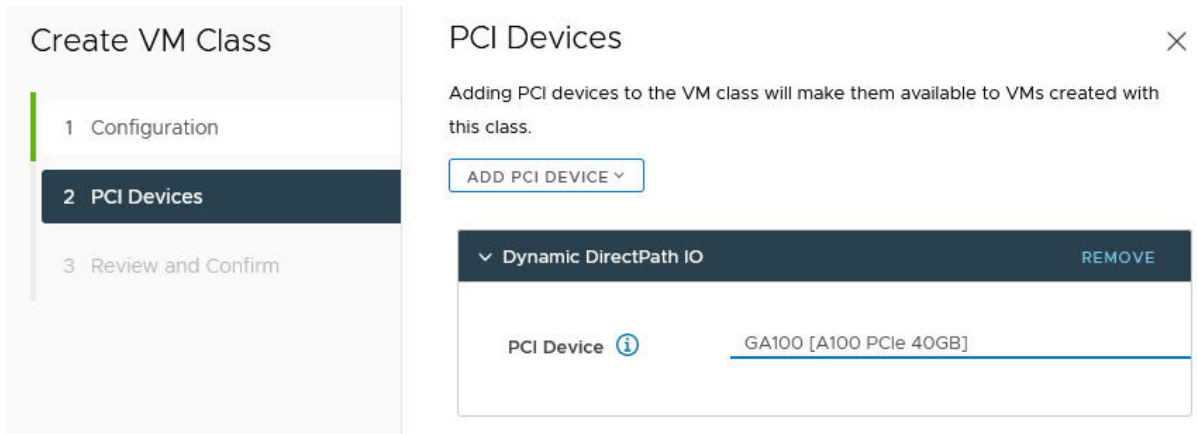 Create VM Class
1 Configuration
2 PCI Devices
3 Review and Confirm
PCI Devices
Adding PCI devices to the VM class will make them available to VMs created with
this class.
ADD PCI DEVICE
Dynamic DirectPath IO
REMOVE
PCI Device
GA100 [A100 PCIe 40GB]